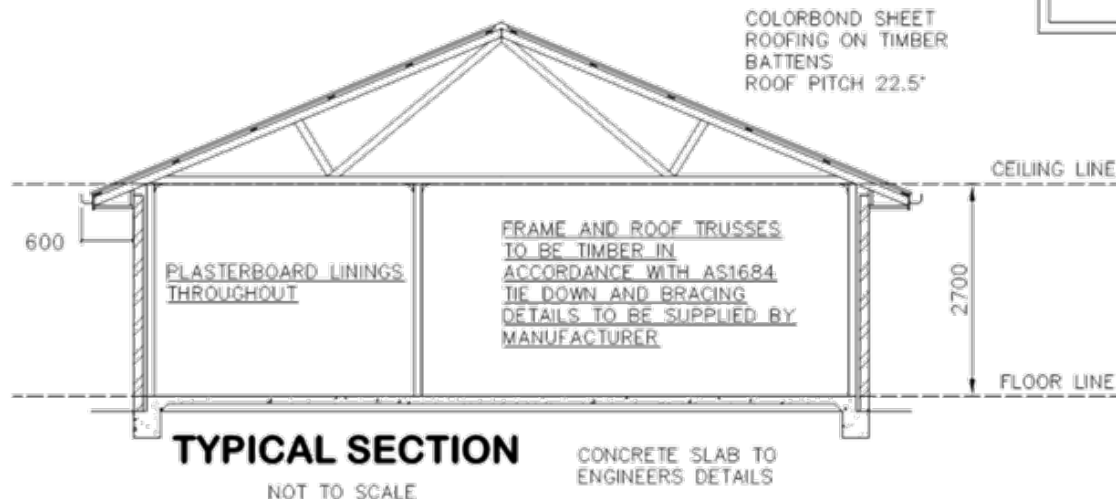 COLORBOND SHEET
ROOFING ON TIMBER
BATTENS
ROOF PITCH 22.5°
CEILING LINE
600
PLASTERBOARD LININGS
THROUGHOUT
FRAME AND ROOF TRUSSES
TO BE TIMBER IN
ACCORDANCE WITH AS1684
TIE DOWN AND BRACING
DETAILS TO BE SUPPLIED BY
MANUFACTURER
2700
FLOOR LINE
TYPICAL SECTION
NOT TO SCALE
CONCRETE SLAB TO
ENGINEERS DETAILS